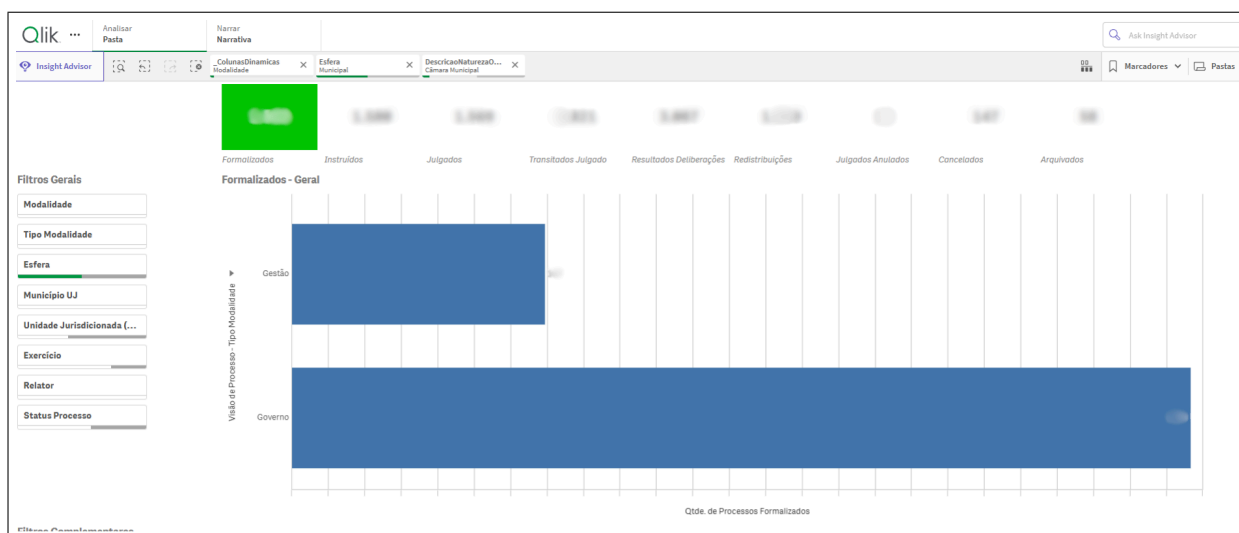 Qlik ... Analisar Pasta Narrar Narrativa
Ask Insight Advisor
Insight Advisor
_ColunasDinamicas
Modalidade
Esfera
Municipal
DescricaoNaturezaO...
Câmara Municipal
Marcadores
Pastas
147
Formalizados Instruídos Julgados Transitados Julgado Resultados Deliberações Redistribuições Julgados Anulados Cancelados Arquivados
Filtros Gerais
Formalizados - Geral
Modalidade
Tipo Modalidade
Esfera
Município UJ
Unidade Jurisdicionada (...
Exercício
Relator
Status Processo
Visão de Processo - Tipo Modalidade
Gestão
Governo
Qtde. de Processos Formalizados
Filtros Complementares